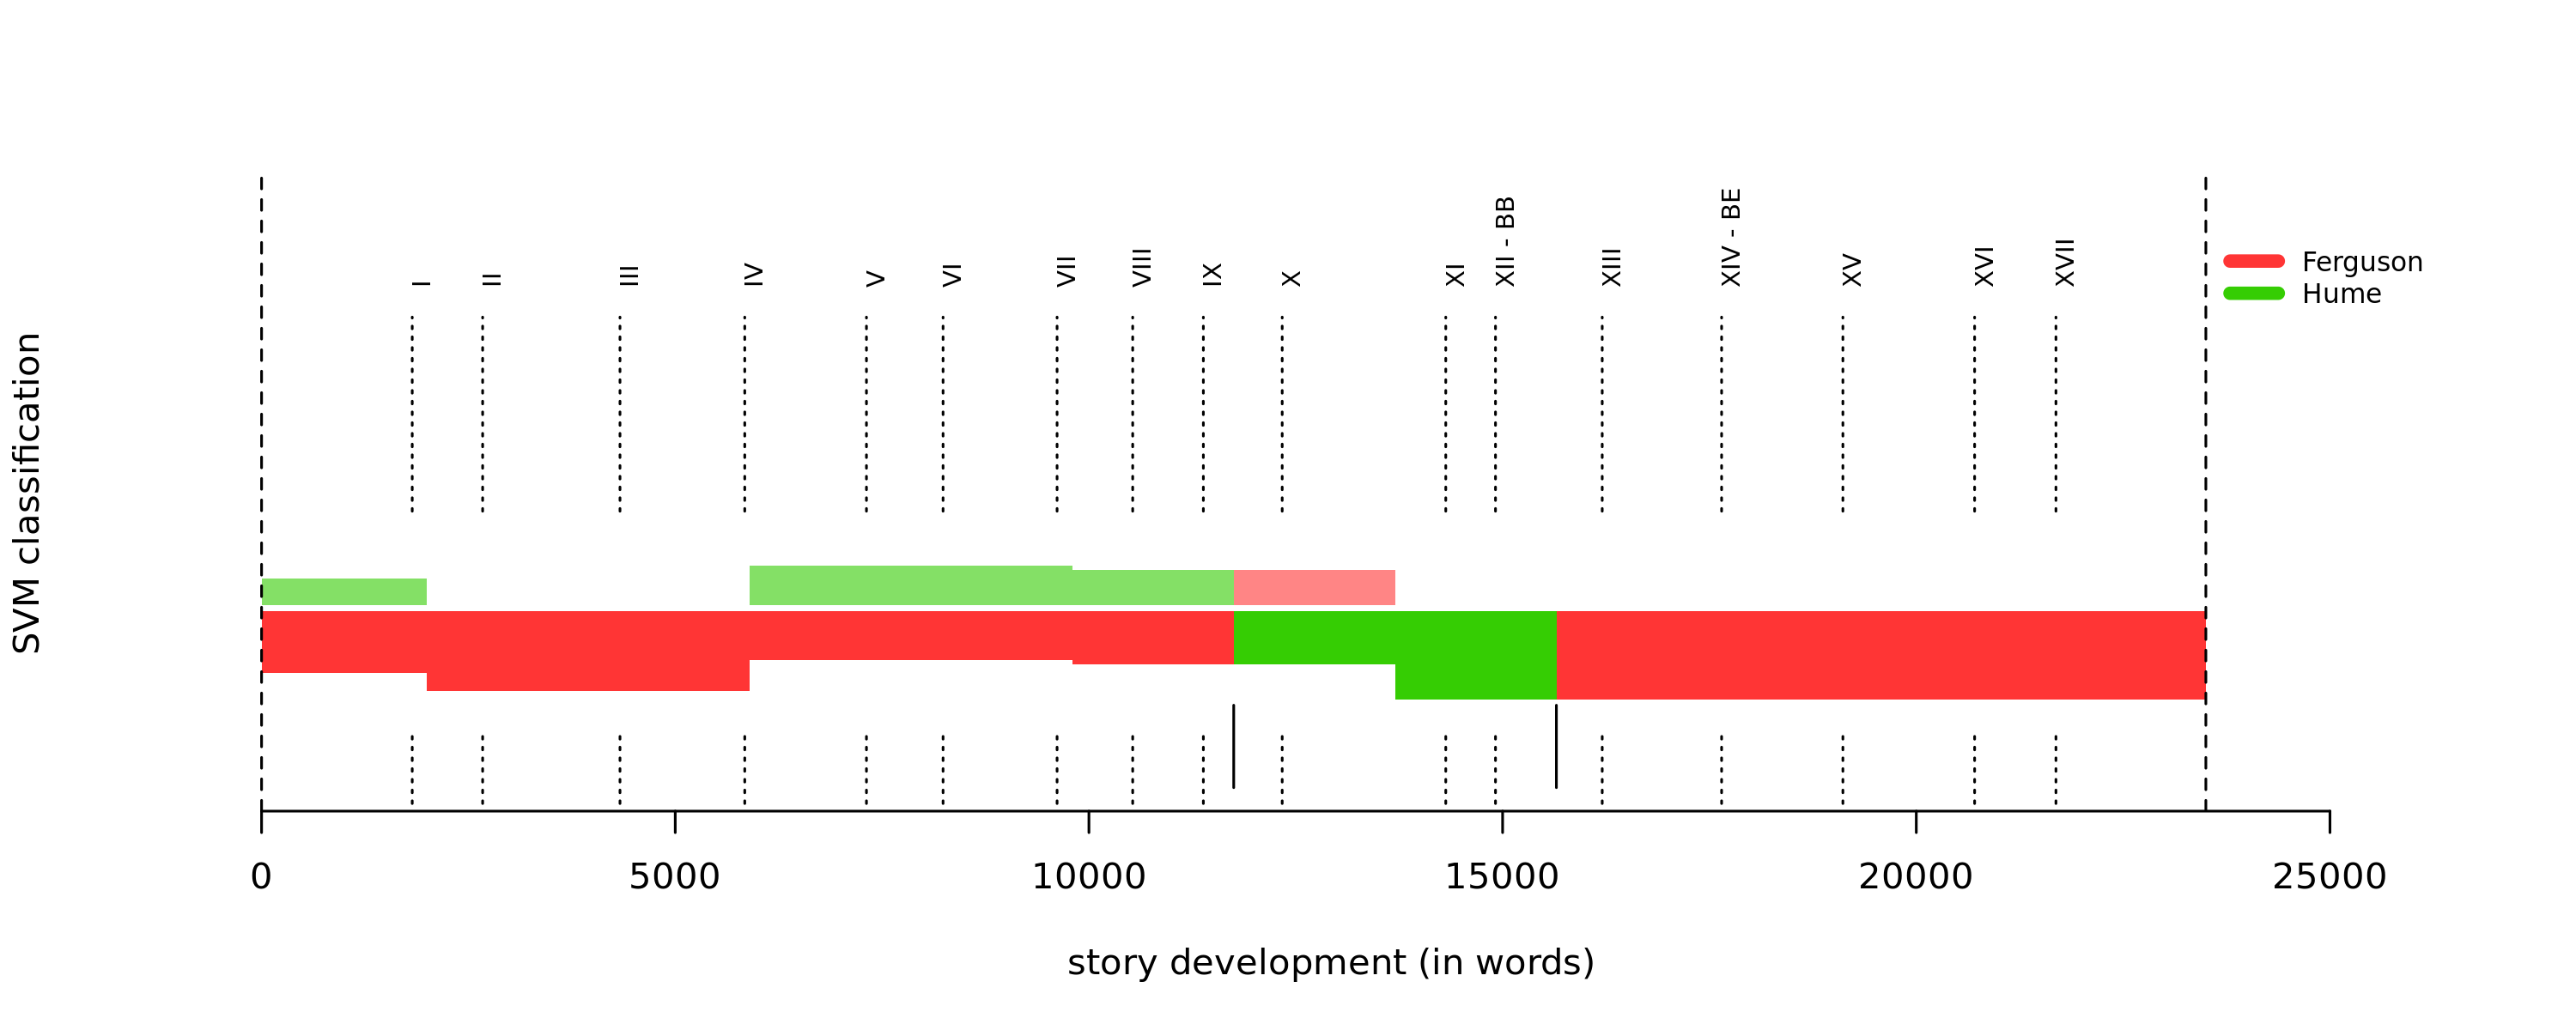 I
II
III
IV
V
VI
VII
VIII
IX
X
XI
XII - BB
XIII
XIV - BE
XV
XVI
XVII
Ferguson
Hume
SVM classification
0
5000
10000
15000
20000
25000
story development (in words)